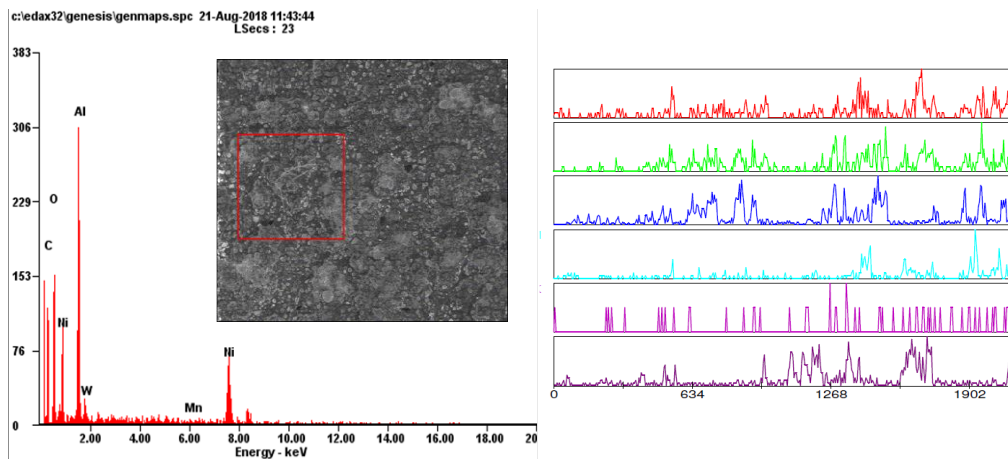 c:\edax32\genesis\genmaps.spc 21-Aug-2018 11:43:44
LSecs : 23
383
306
229
153
76
0
Al
O
C
Ni
W
Mn
Ni
2.00 4.00 6.00 8.00 10.00 12.00 14.00 16.00 18.00 20
Energy - keV
0 634 1268 1902